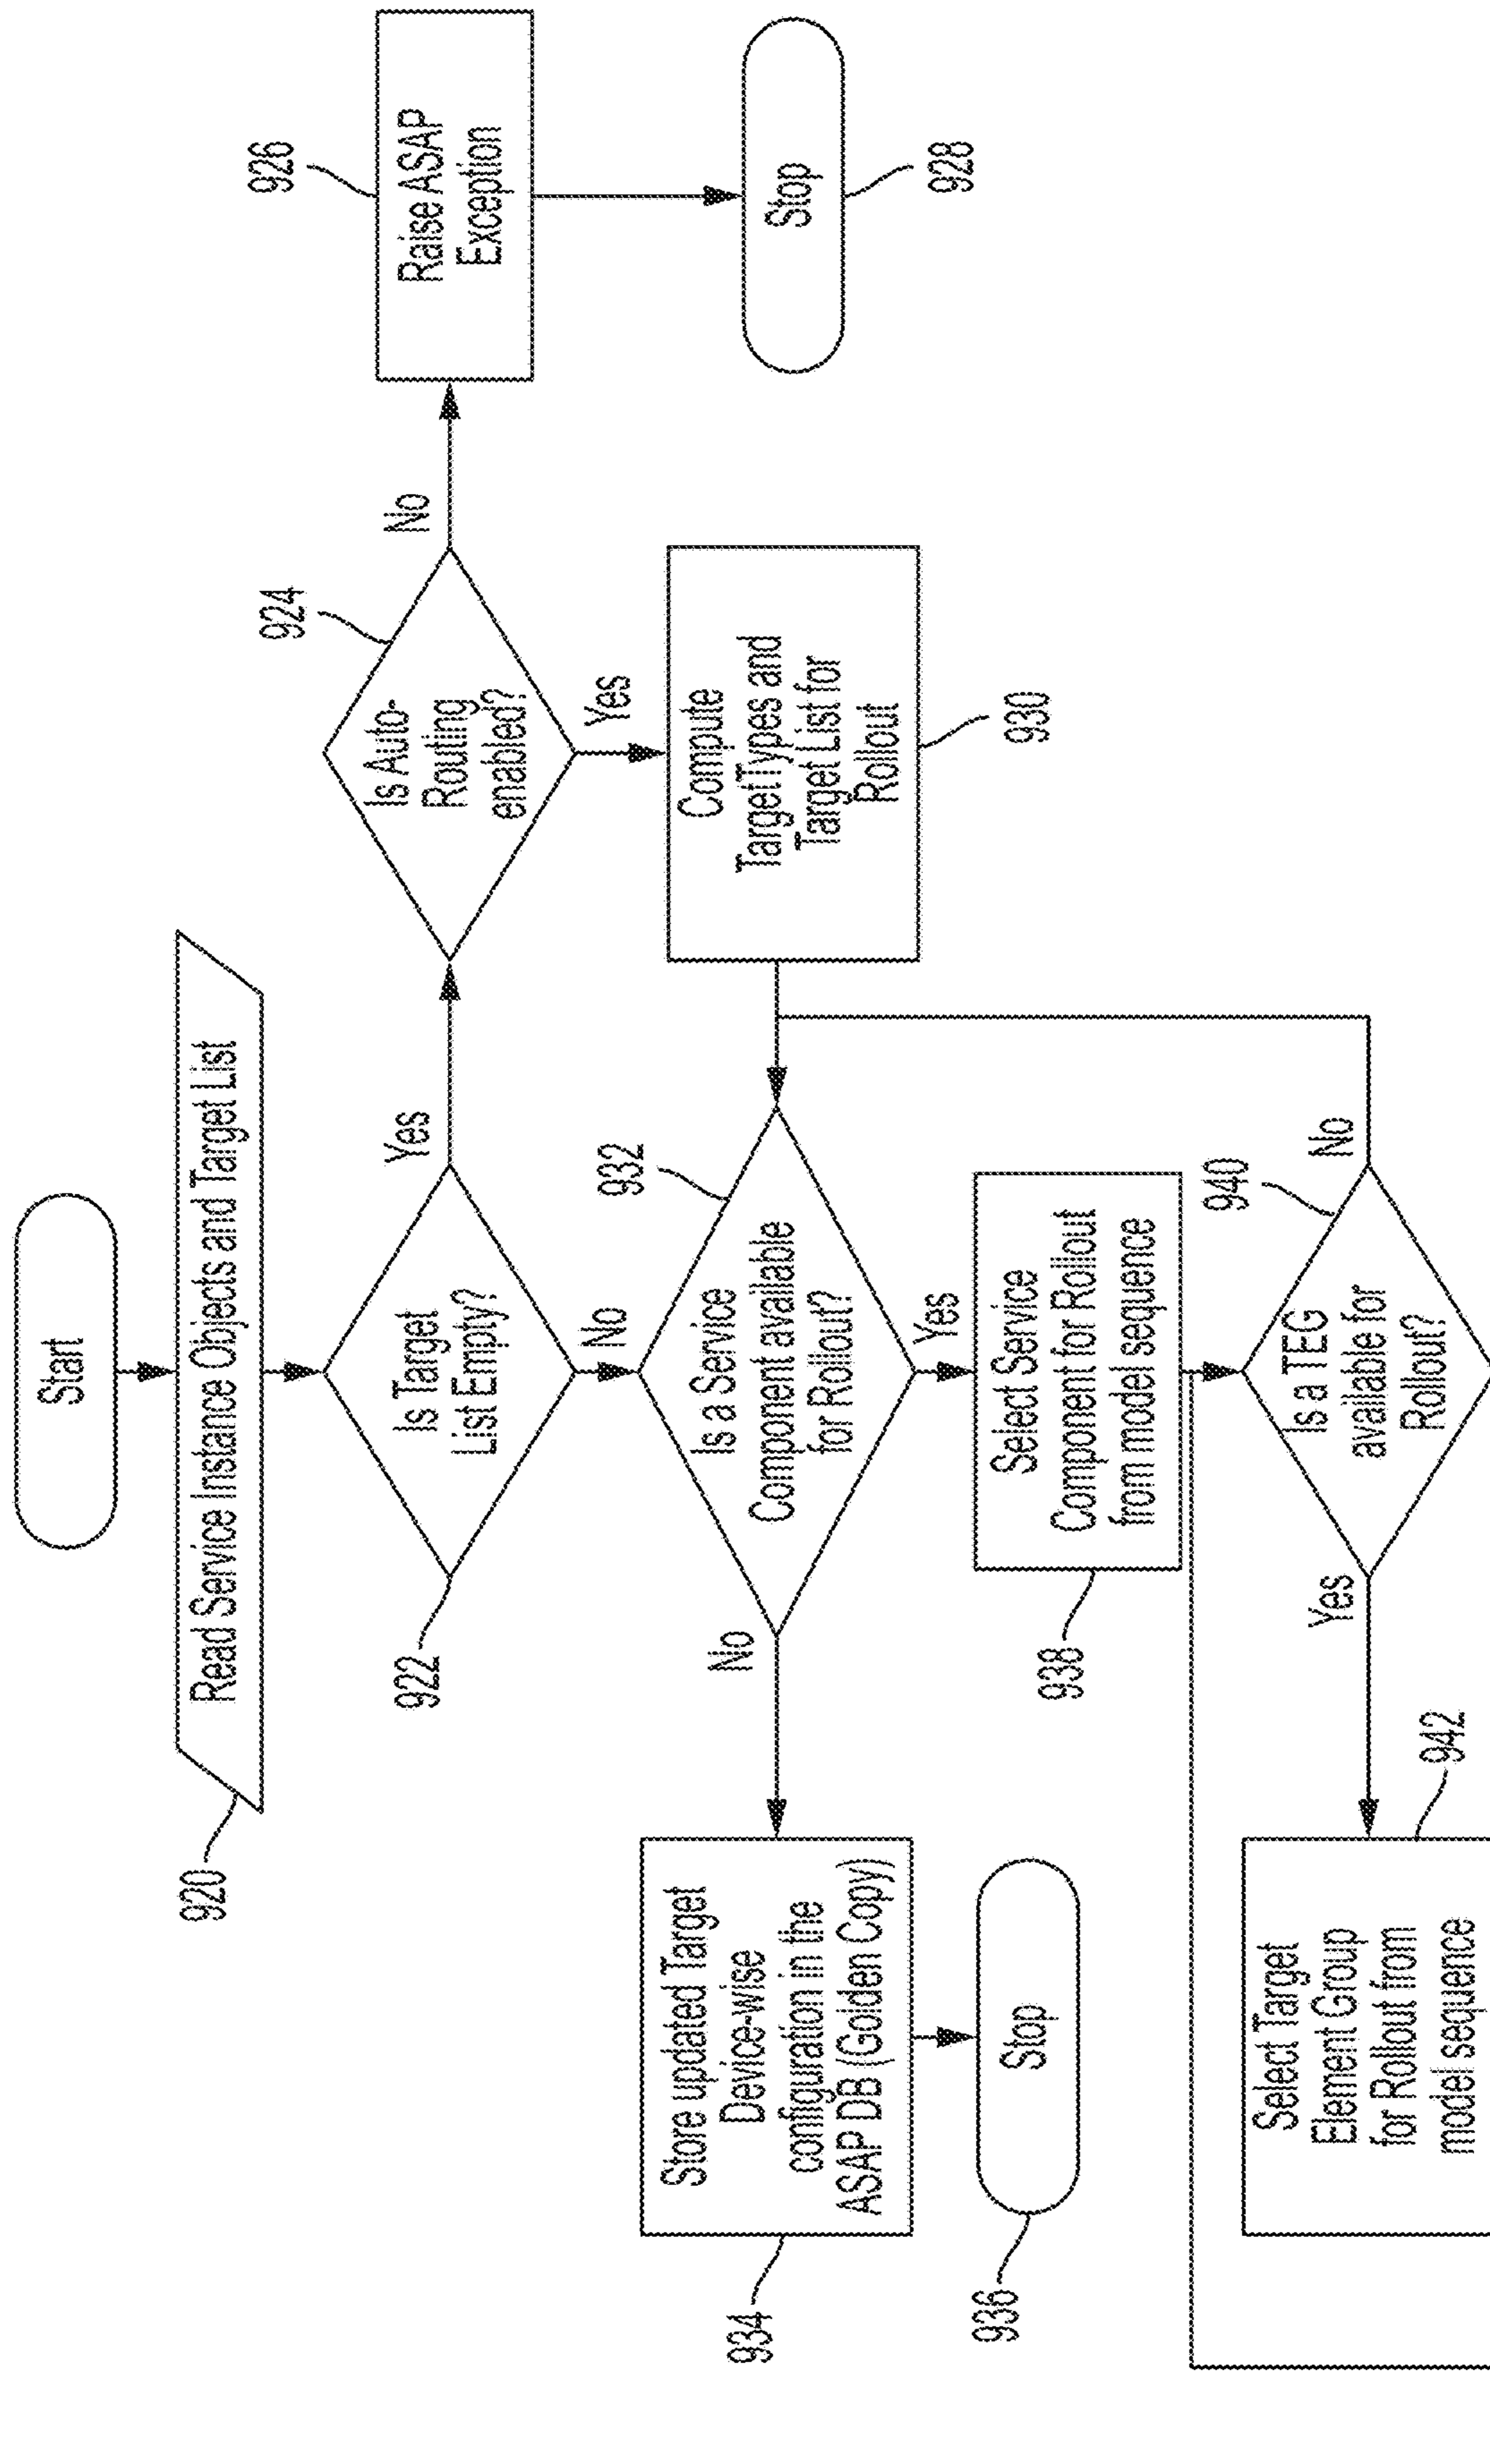 Start
920
Read Service Instance Objects and Target List
922
Is Target
List Empty?
Yes
No
924
Is Auto-
Routing
enabled?
No
Yes
926
Raise ASAP
Exception
Stop
928
Compute
TargetTypes and
Target List for
Rollout
930
932
Is a Service
Component available
for Rollout?
No
Yes
Store updated Target
Device-wise
configuration in the
ASAP DB (Golden Copy)
934
Stop
936
Select Service
Component for Rollout
from model sequence
938
940
Is a TEG
available for
Rollout?
No
Yes
942
Select Target
Element Group
for Rollout from
model sequence